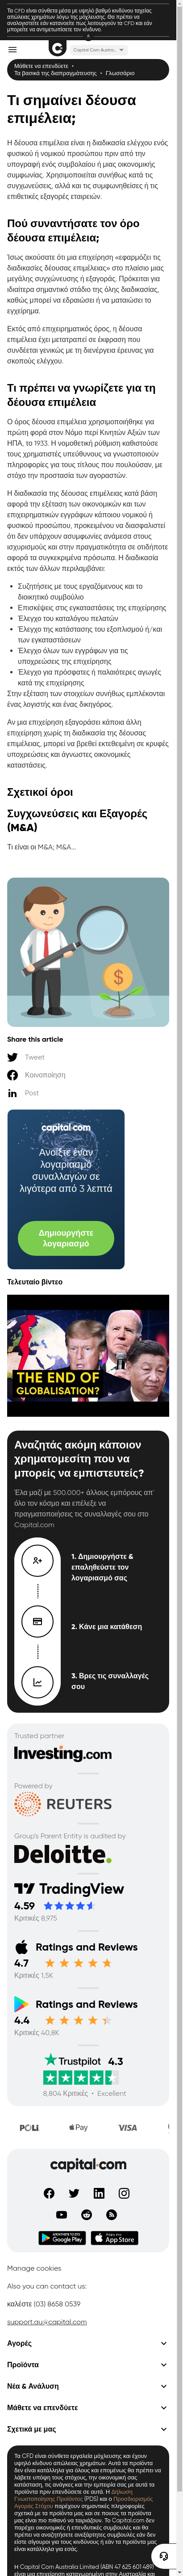 Τα CFD είναι σύνθετα μέσα με υψηλό βαθμό κινδύνου ταχείας
απώλειας χρημάτων λόγω της μόχλευσης. Θα πρέπει να
αναλογιστείτε εάν κατανοείτε πως λειτουργούν τα CFD και εάν
μπορείτε να αντιμετωπίσετε τον κίνδυνο.
Capital Com Austra...
Μάθετε να επενδύετε •
Τα βασικά της διαπραγμάτευσης • Γλωσσάριο
Τι σημαίνει δέουσα
επιμέλεια;
Η δέουσα επιμέλεια είναι η διαδικασία ελέγχου ενός
πιθανού επιχειρηματικού εταίρου πριν από την
υπογραφή ενός συμβολαίου ή μιας οικονομικής
συναλλαγής. Ισχύει για νομικές και οικονομικές
συναλλαγές, αλλά και για τις συμπωνηθείσες ή τις
επιθετικές εξαγορές εταιρειών.
Πού συναντήσατε τον όρο
δέουσα επιμέλεια;
Ίσως ακούσατε ότι μια επιχείρηση «εφαρμόζει τις
διαδικασίες δέουσας επιμέλειας» στο πλαίσιο μιας
μεγάλης συγχώνευσης ή εξαγοράς. Πρόκειται για
ιδιαίτερα σημαντικό στάδιο της όλης διαδικασίας,
καθώς μπορεί να εδραιώσει ή να ματαιώσει το
εγχείρημα.
Εκτός από επιχειρηματικός όρος, η δέουσα
επιμέλεια έχει μετατραπεί σε έκφραση που
συνδέεται γενικώς με τη διενέργεια έρευνας για
σκοπούς ελέγχου.
Τι πρέπει να γνωρίζετε για τη
δέουσα επιμέλεια
Ο όρος δέουσα επιμέλεια χρησιμοποιήθηκε για
πρώτη φορά στον Νόμο περί Κινητών Αξιών των
ΗΠΑ, το 1933. Η νομοθετική ρύθμιση καθιστούσε
τους χρηματιστές υπεύθυνους να αποκαλύπτουν
πληροφορίες για τους τίτλους που πουλούσαν, με
στόχο την προστασία των αγοραστών.
Η διαδικασία της δέουσας επιμέλειας κατά βάση
αφορά την εξέταση των οικονομικών και των
επιχειρηματικών εγγράφων κάποιου νομικού ή
φυσικού προσώπου, προκειμένου να διασφαλιστεί
ότι δεν υπάρχουν ασυμφωνίες ανάμεσα στους
ισχυρισμούς και στην πραγματικότητα σε οτιδήποτε
αφορά το συγκεκριμένο πρόσωπο. Η διαδικασία
εκτός των άλλων περιλαμβάνει:
• Συζητήσεις με τους εργαζόμενους και το
διοικητικό συμβούλιο
• Επισκέψεις στις εγκαταστάσεις της επιχείρησης
• Έλεγχο του καταλόγου πελατών
• Έλεγχο της κατάστασης του εξοπλισμού ή/και
των εγκαταστάσεων
• Έλεγχο όλων των εγγράφων για τις
υποχρεώσεις της επιχείρησης
• Έλεγχο για πρόσφατες ή παλαιότερες αγωγές
κατά της επιχείρησης
Στην εξέταση των στοιχείων συνήθως εμπλέκονται
ένας λογιστής και ένας δικηγόρος.
Αν μια επιχείρηση εξαγοράσει κάποια άλλη
επιχείρηση χωρίς τη διαδικασία της δέουσας
επιμέλειας, μπορεί να βρεθεί εκτεθειμένη σε κρυφές
υποχρεώσεις και άγνωστες οικονομικές
καταστάσεις.
Σχετικοί όροι
Συγχωνεύσεις και Εξαγορές
(M&A)
Τι είναι οι M&A; M&A...
Share this article
Tweet
Κοινοποίηση
Post
capital.com
Ανοίξτε έναν
λογαριασμό
συναλλαγών σε
λιγότερα από 3 λεπτά
Δημιουργήστε
λογαριασμό
Τελευταίο βίντεο
THE END OF
GLOBALISATION?
Αναζητάς ακόμη κάποιον
χρηματομεσίτη που να
μπορείς να εμπιστευτείς?
Έλα μαζί με 500.000+ άλλους εμπόρους απ'
όλο τον κόσμο και επέλεξε να
πραγματοποιήσεις τις συναλλαγές σου στο
Capital.com
1. Δημιουργήστε &
επαληθεύστε τον
λογαριασμό σας
2. Κάνε μια κατάθεση
3. Βρες τις συναλλαγές
σου
Trusted partner
Investing.com
Powered by
REUTERS
Group's Parent Entity is audited by
Deloitte.
TradingView
4.59
Κριτικές 8,975
Ratings and Reviews
4.7
Κριτικές 1,5K
Ratings and Reviews
4.4
Κριτικές 40,8K
Trustpilot 4.3
8,804 Κριτικές • Excellent
POLi
Pay
VISA
capital.com
Google Play
App Store
Manage cookies
Also you can contact us:
καλέστε (03) 8658 0539
support.au@capital.com
Αγορές
Προϊόντα
Νέα & Ανάλυση
Μάθετε να επενδύετε
Σχετικά με μας
Τα CFD είναι σύνθετα εργαλεία μόχλευσης και έχουν
υψηλό κίνδυνο απώλειας κεφαλαίων. Θα πρέπει να
λάβετε υπόψη τους στόχους, την οικονομική σας
κατάσταση, τις ανάγκες και την εμπειρία σας με αυτά τα
προϊόντα πριν επενδύσετε σε αυτά. Η Δήλωση
Γνωστοποίησης Προϊόντος (PDS) και ο Προσδιορισμός
Αγοράς Στόχου παρέχουν σημαντικές πληροφορίες
σχετικά με τα προϊόντα μας και σε ποιους τα προϊόντα
αυτά είναι πιο πιθανό να ταιριάξουν. Το Capital.com δεν
παρέχει οικονομικές ή επενδυτικές συμβουλές και θα
πρέπει να αναζητήσετε ανεξάρτητες συμβουλές εάν δεν
είστε σίγουροι για τους κινδύνους ή εάν τα προϊόντα μας
είναι κατάλληλα για εσάς.
Η Capital Com Australia Limited (ABN 47 625 601 489)
είναι μια επιχείρηση καταχωρημένη στην Αυστραλία και